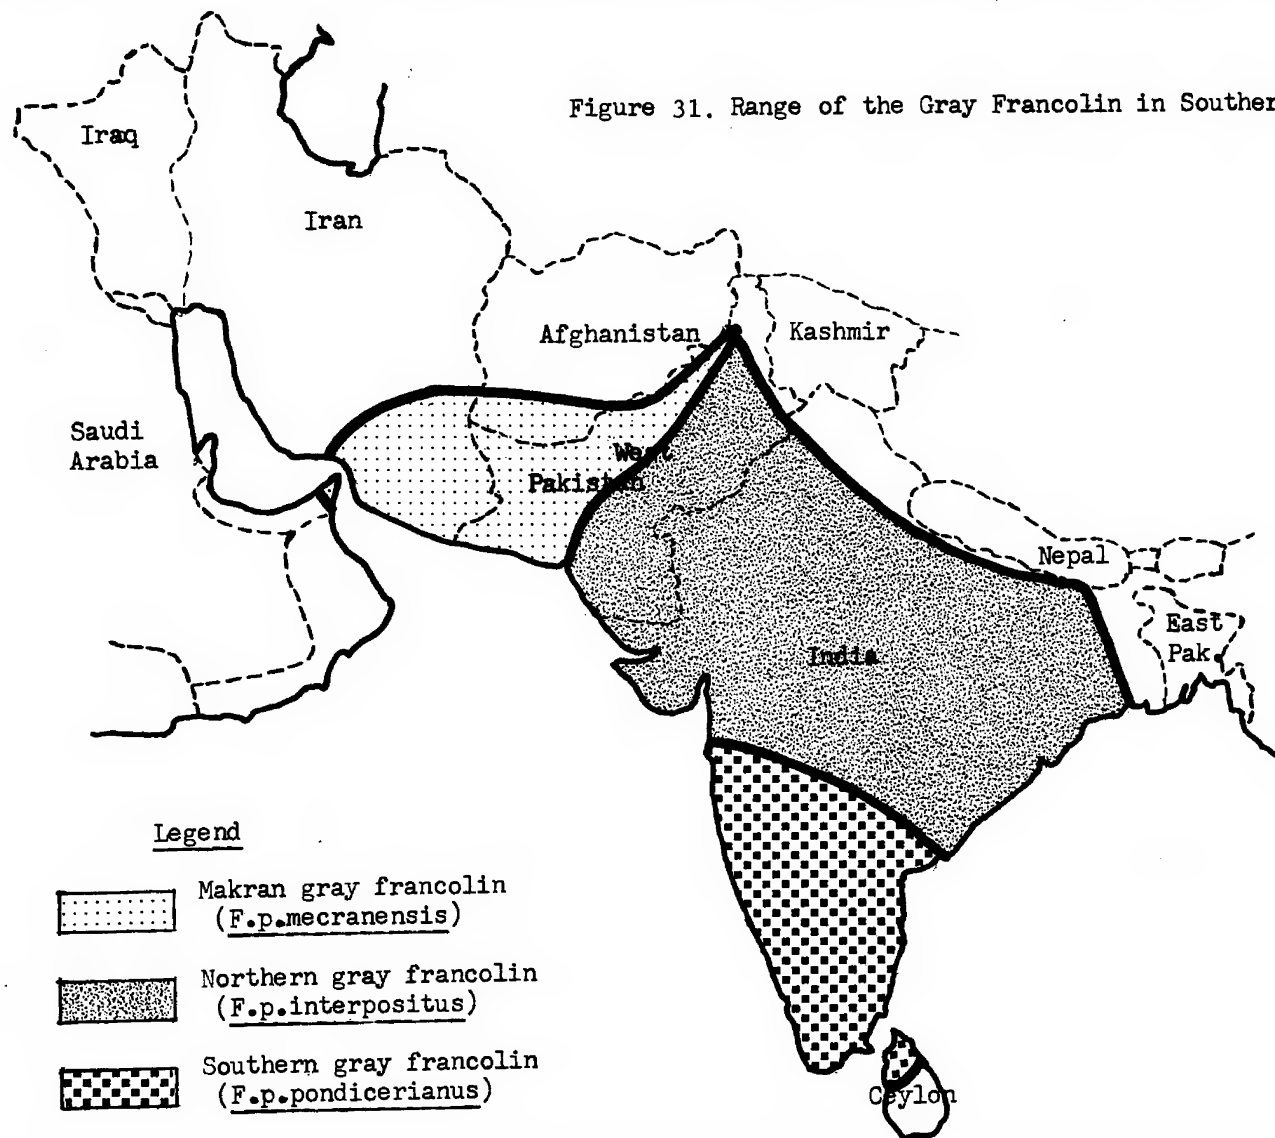 Figure 31. Range of the Gray Francolin in Souther
Iraq
Iran
Afghanistan
Kashmir
Saudi
Arabia
West
Pakistan
Nepal
East
Pak.
India
Legend
Makran gray francolin
(F.p.mecranensis)
Northern gray francolin
(F.p.interpositus)
Southern gray francolin
(F.p.pondicerianus)
Ceylon